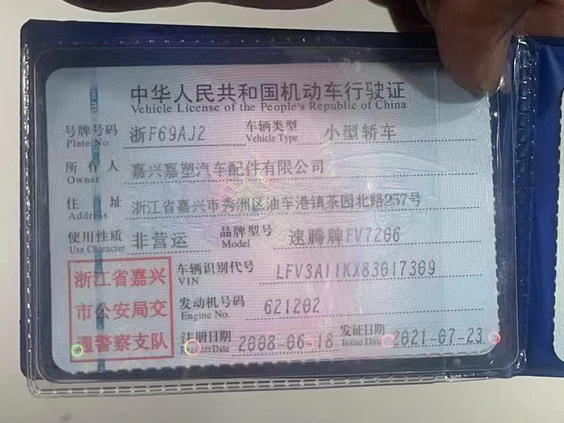 中华人民共和国机动车行驶证
Vehicle License of the People's Republic of China
号牌号码 浙F69AJ2 车辆类型 小型轿车
Plate No. Vehicle Type
所有人 嘉兴嘉塑汽车配件有限公司
Owner
住址 浙江省嘉兴市秀洲区油车港镇茶园北路257号
Address
使用性质 非营运 品牌型号 速腾牌FV7206
Use Character Model
浙江省嘉兴
市公安局交
通警察支队
车辆识别代号 LFV3A11KX83017309
VIN
发动机号码 621202
Engine No.
注册日期 2008-06-18 发证日期 2021-07-23
Register Date Issue Date